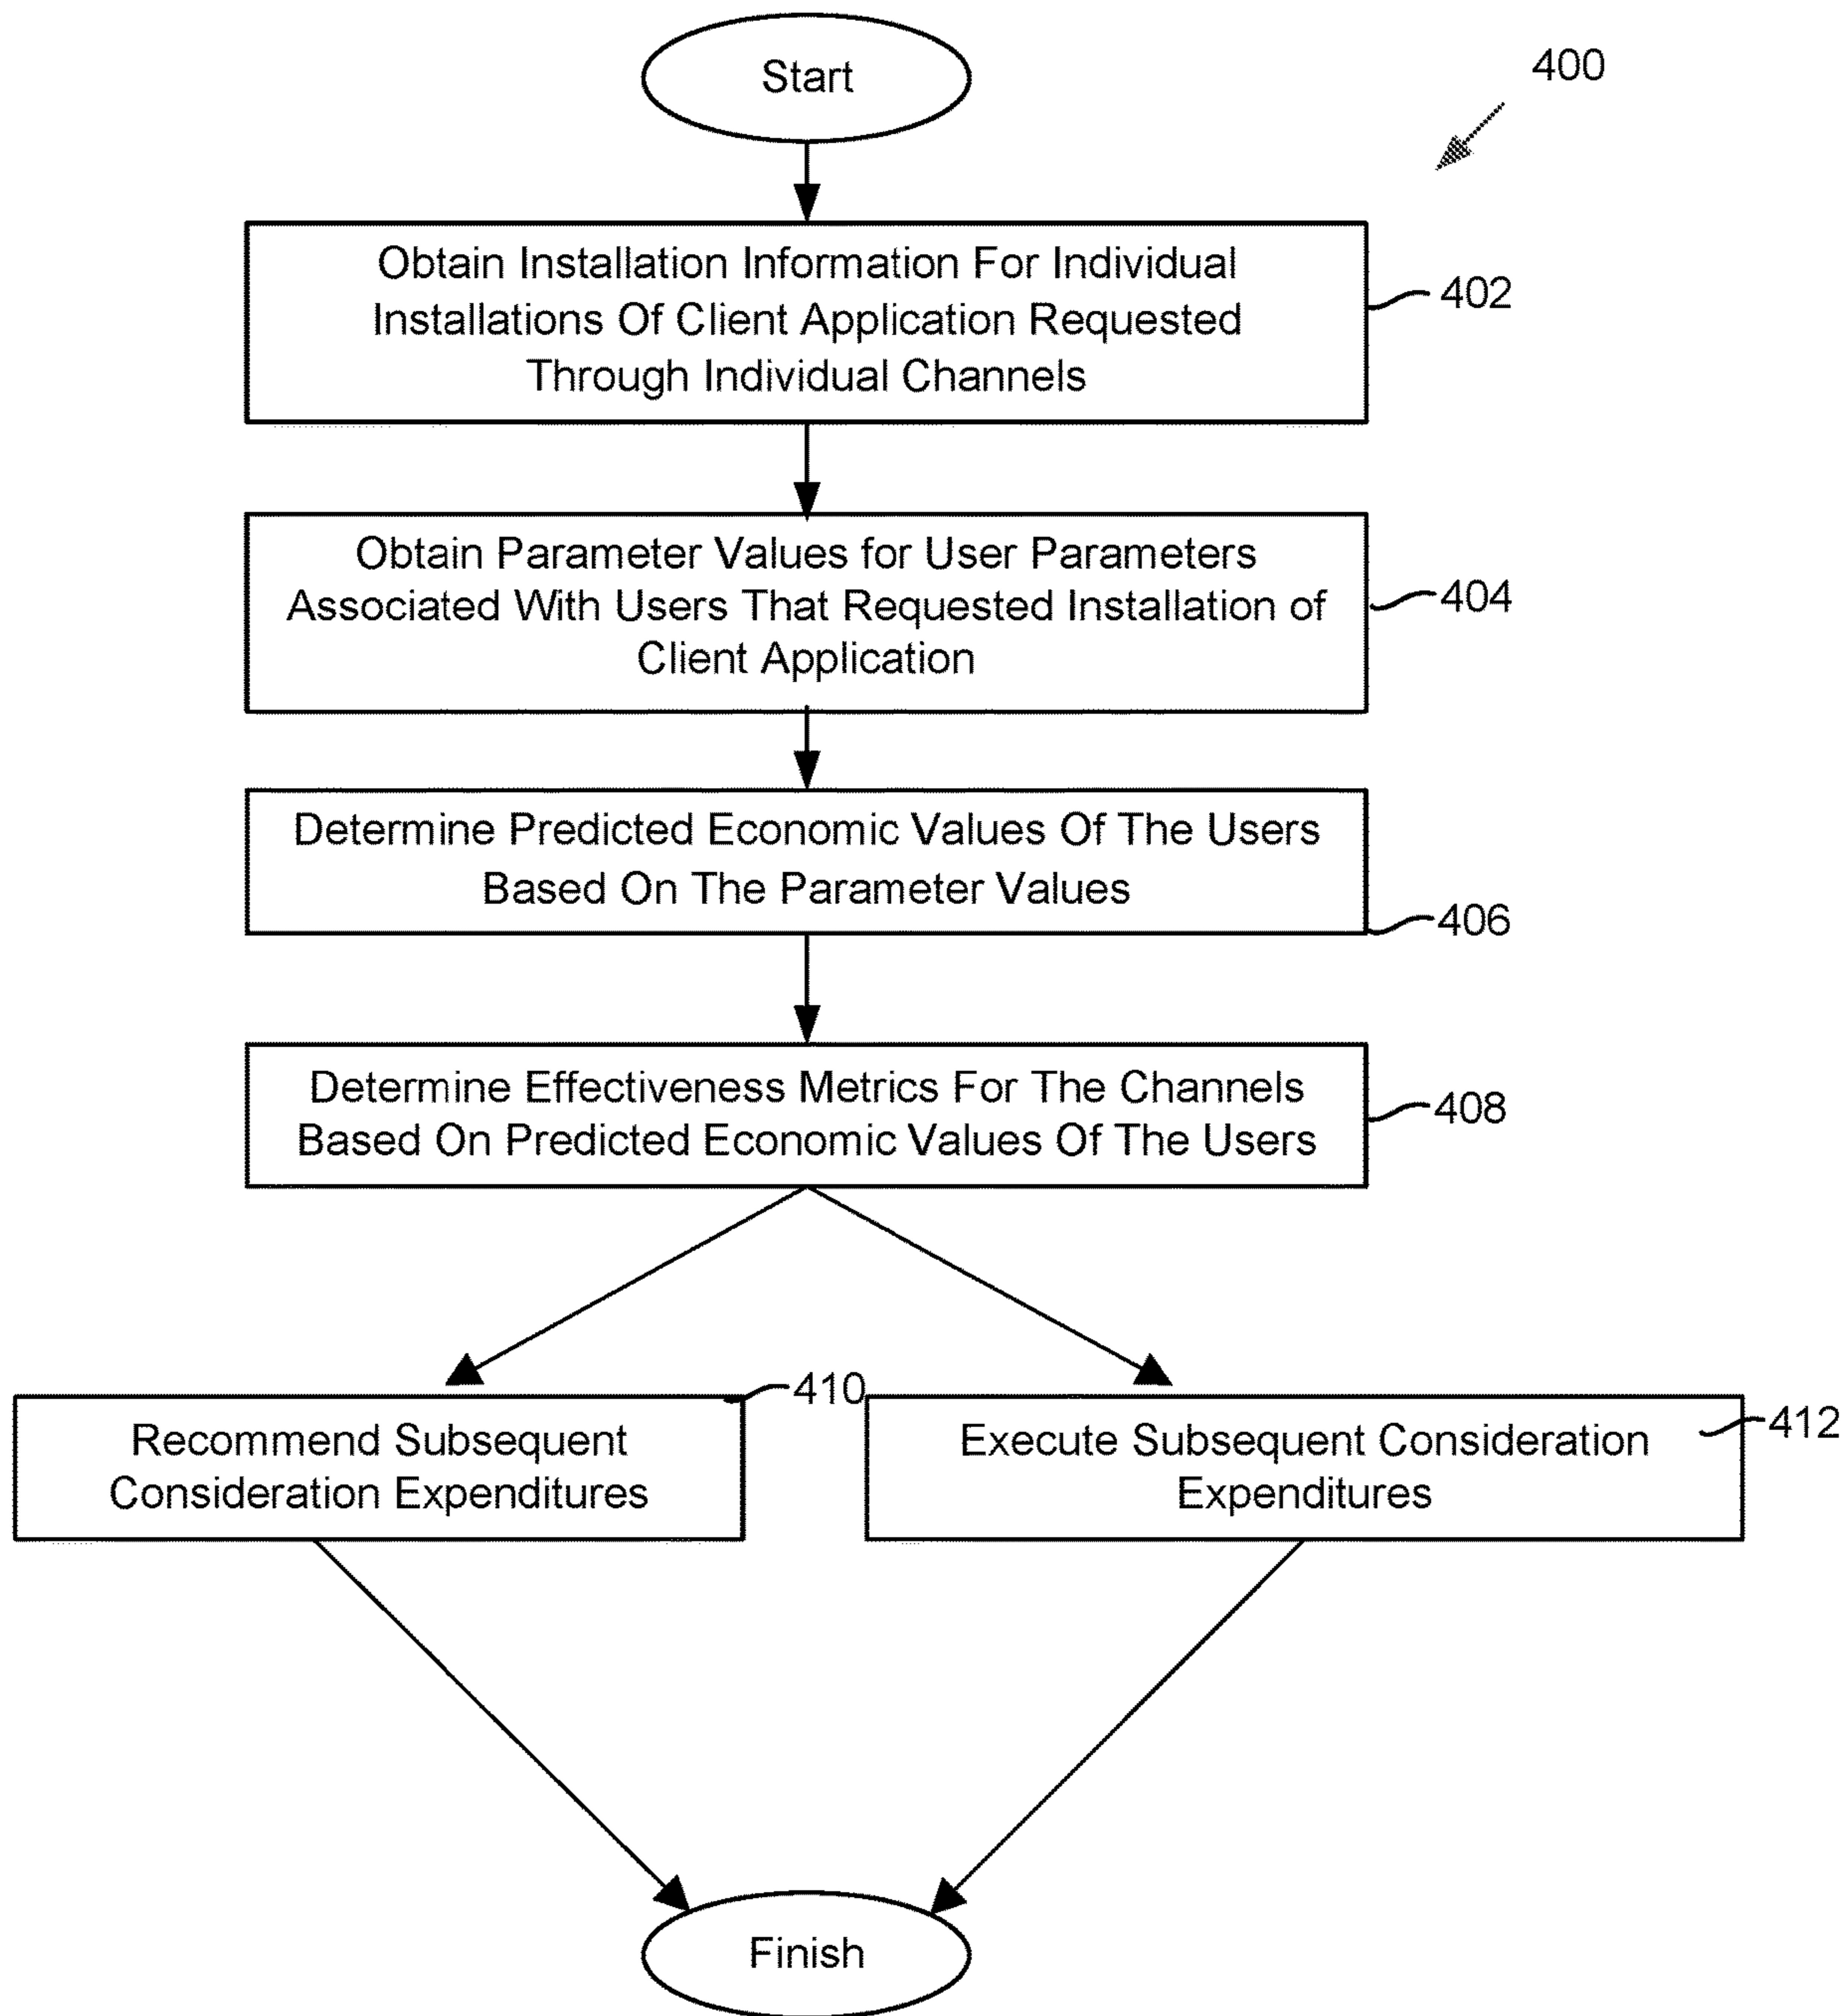 Start
400
Obtain Installation Information For Individual
Installations Of Client Application Requested
Through Individual Channels
402
Obtain Parameter Values for User Parameters
Associated With Users That Requested Installation of
Client Application
404
Determine Predicted Economic Values Of The Users
Based On The Parameter Values
406
Determine Effectiveness Metrics For The Channels
Based On Predicted Economic Values Of The Users
408
Recommend Subsequent
Consideration Expenditures
410
Execute Subsequent Consideration
Expenditures
412
Finish